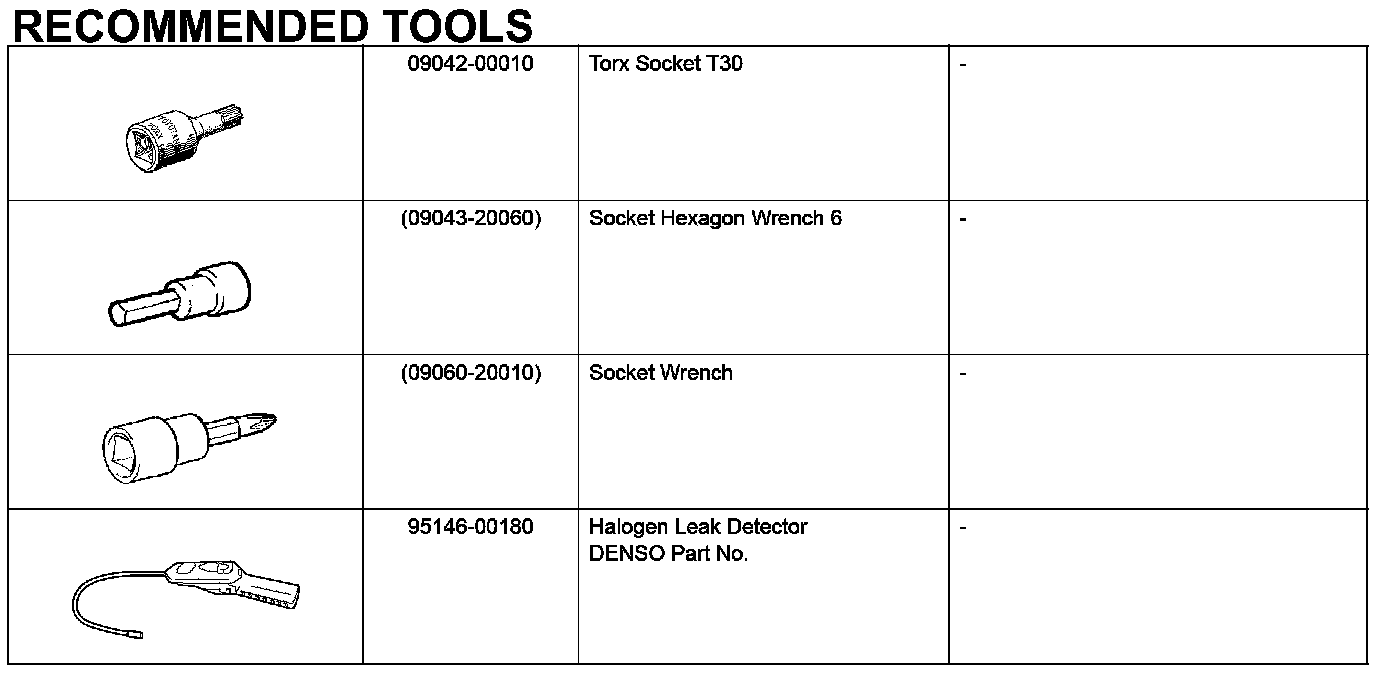 RECOMMENDED TOOLS
09042-00010 Torx Socket T30 -
(09043-20060) Socket Hexagon Wrench 6 -
(09060-20010) Socket Wrench -
95146-00180 Halogen Leak Detector -
DENSO Part No.